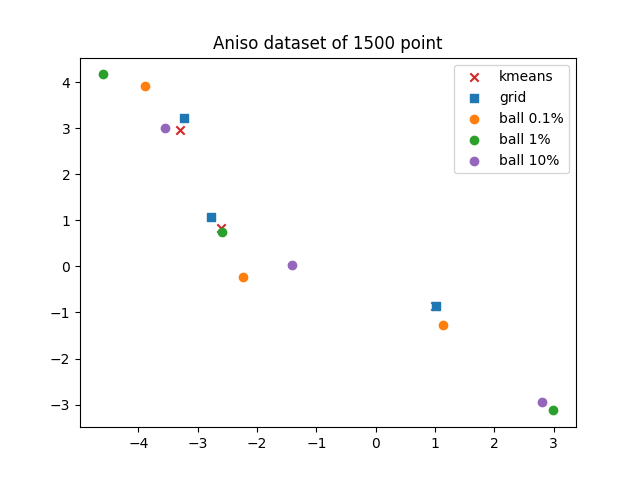 Aniso dataset of 1500 point
kmeans
grid
ball 0.1%
ball 1%
ball 10%
4
3
2
1
0
−1
−2
−3
−4 −3 −2 −1 0 1 2 3